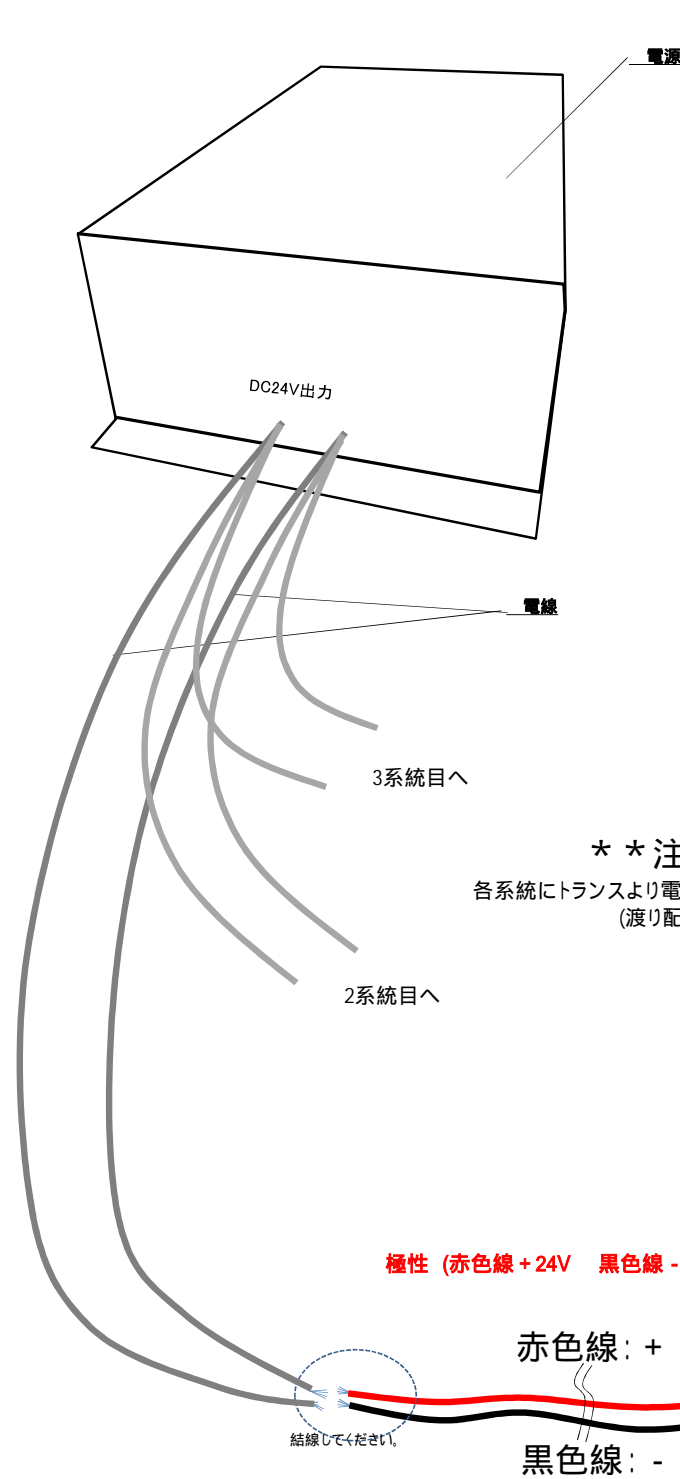 電源
DC24V出力
電線
3系統目へ
＊＊注
各系統にトランスより電
(渡り配
2系統目へ
極性 (赤色線＋24V 黒色線 -
赤色線: +
結線してください。
黒色線: -